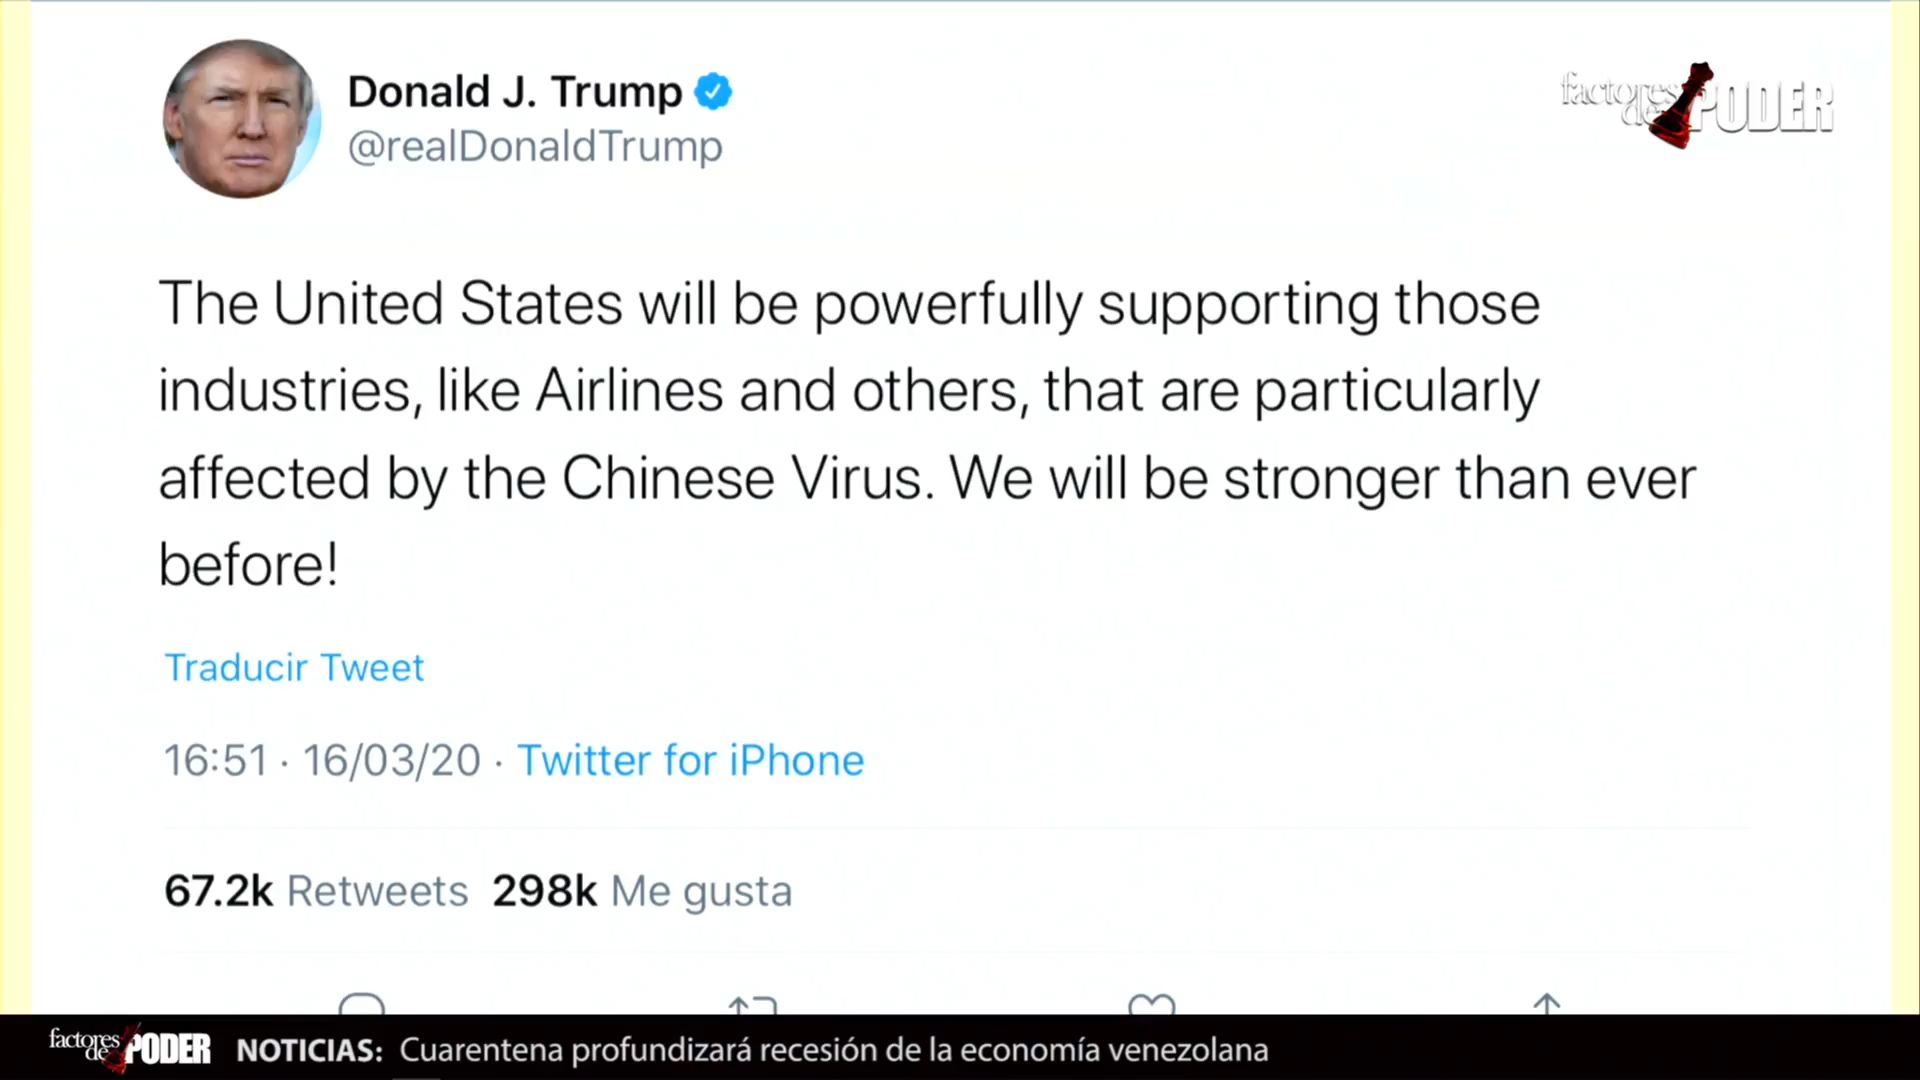 Donald J. Trump
@realDonaldTrump
factores de PODER
The United States will be powerfully supporting those
industries, like Airlines and others, that are particularly
affected by the Chinese Virus. We will be stronger than ever
before!
Traducir Tweet
16:51 · 16/03/20 · Twitter for iPhone
67.2k Retweets 298k Me gusta
factores de PODER NOTICIAS: Cuarentena profundizará recesión de la economía venezolana